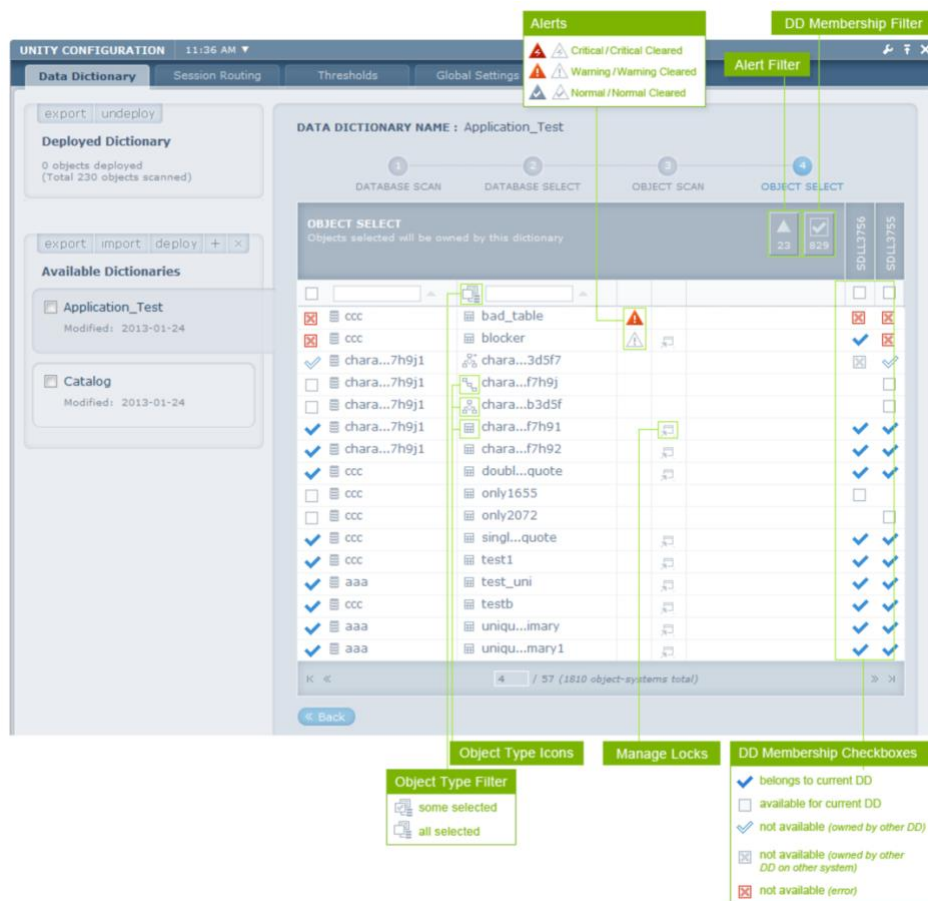 Alerts
DD Membership Filter
Critical / Critical Cleared
Warning / Warning Cleared
Normal / Normal Cleared
Alert Filter
UNITY CONFIGURATION 11:36 AM ▼
Data Dictionary Session Routing Thresholds Global Settings
export undeploy
Deployed Dictionary
0 objects deployed
(Total 230 objects scanned)
export import deploy + ×
Available Dictionaries
Application_Test
Modified: 2013-01-24
Catalog
Modified: 2013-01-24
DATA DICTIONARY NAME : Application_Test
1 2 3 4
DATABASE SCAN DATABASE SELECT OBJECT SCAN OBJECT SELECT
OBJECT SELECT
Objects selected will be owned by this dictionary
23 829 SDLL3756 SDLL3755
ccc bad_table
ccc blocker
chara...7h9j1 chara...3d5f7
chara...7h9j1 chara...f7h9j
chara...7h9j1 chara...b3d5f
chara...7h9j1 chara...f7h91
chara...7h9j1 chara...f7h92
ccc doubl...quote
ccc only1655
ccc only2072
ccc singl...quote
ccc test1
aaa test_uni
ccc testb
aaa uniqu...imary
aaa uniqu...mary1
4 / 57 (1810 object-systems total)
« Back
Object Type Icons
Manage Locks
Object Type Filter
some selected
all selected
DD Membership Checkboxes
belongs to current DD
available for current DD
not available (owned by other DD)
not available (owned by other
DD on other system)
not available (error)